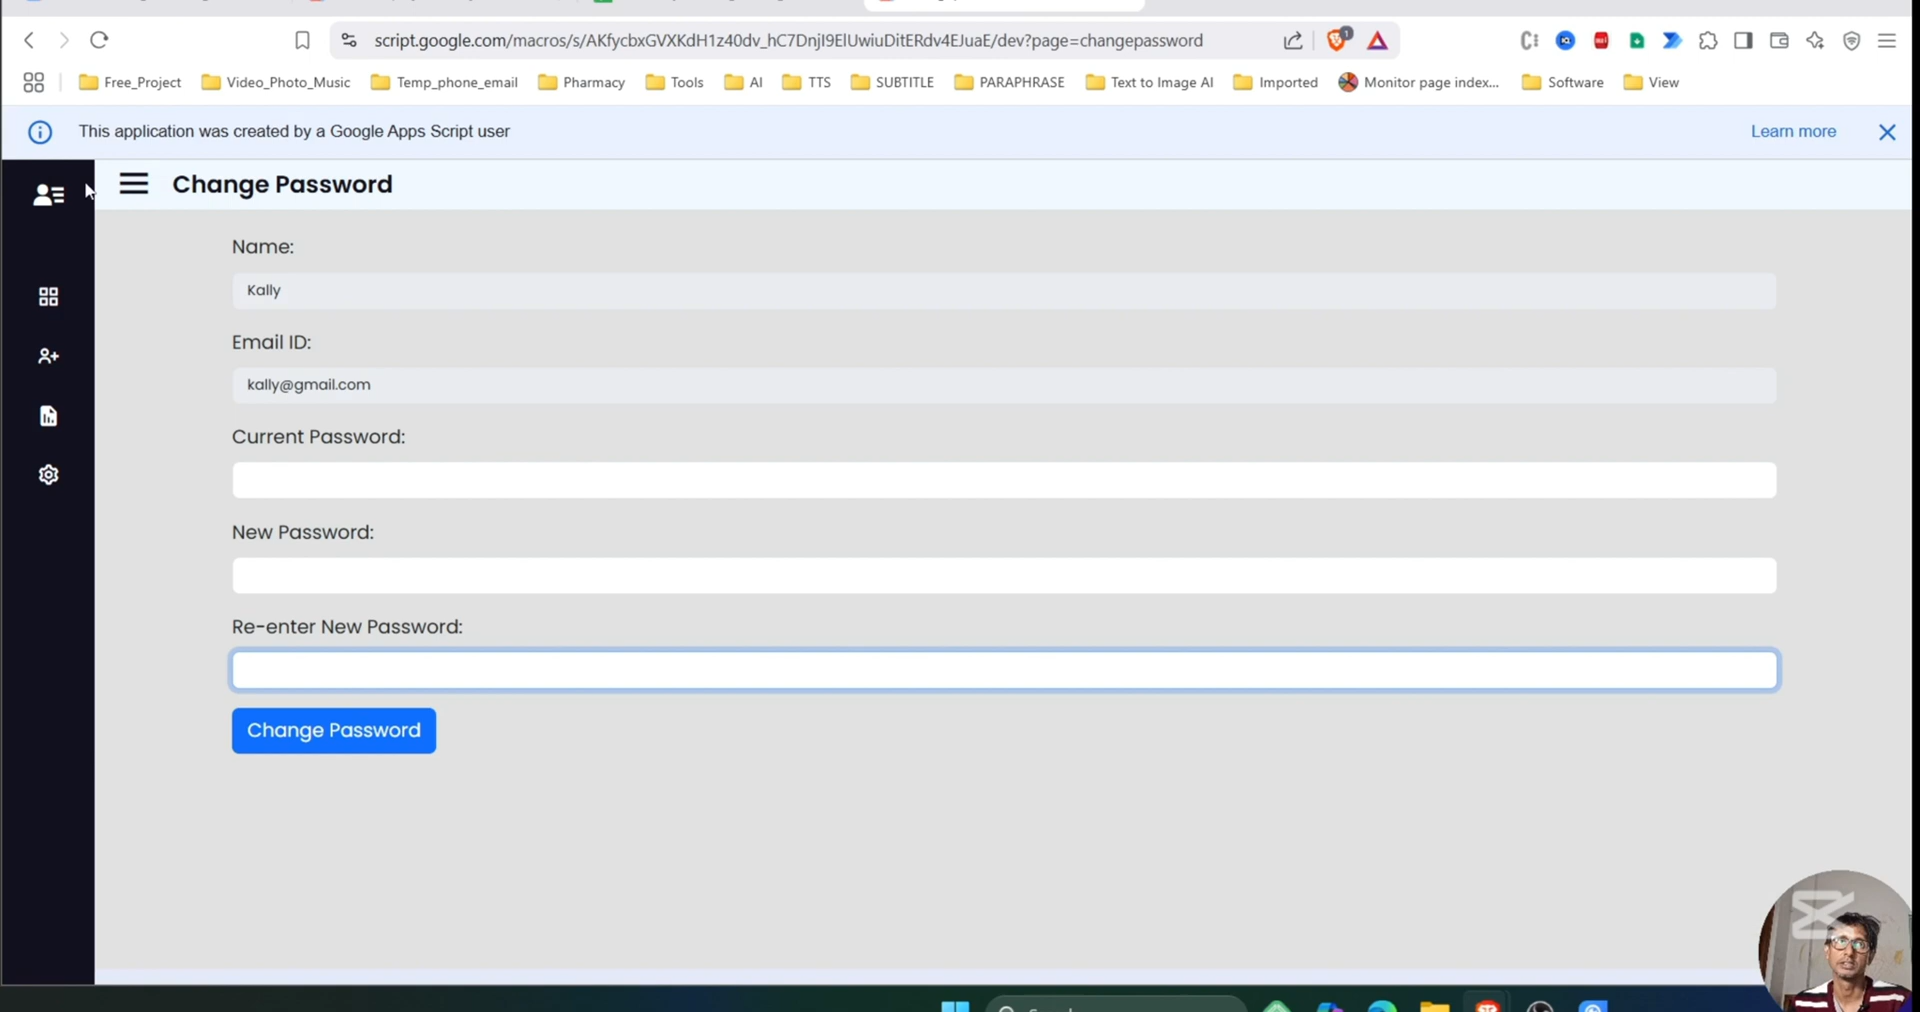 script.google.com/macros/s/AKfycbxGVXKdH1z40dv_hC7DnjI9ElUwiuDitERdv4EJuaE/dev?page=changepassword
Free_Project Video_Photo_Music Temp_phone_email Pharmacy Tools AI TTS SUBTITLE PARAPHRASE Text to Image AI Imported Monitor page index... Software View
This application was created by a Google Apps Script user Learn more
Change Password
Name:
Kally
Email ID:
kally@gmail.com
Current Password:
New Password:
Re-enter New Password:
Change Password